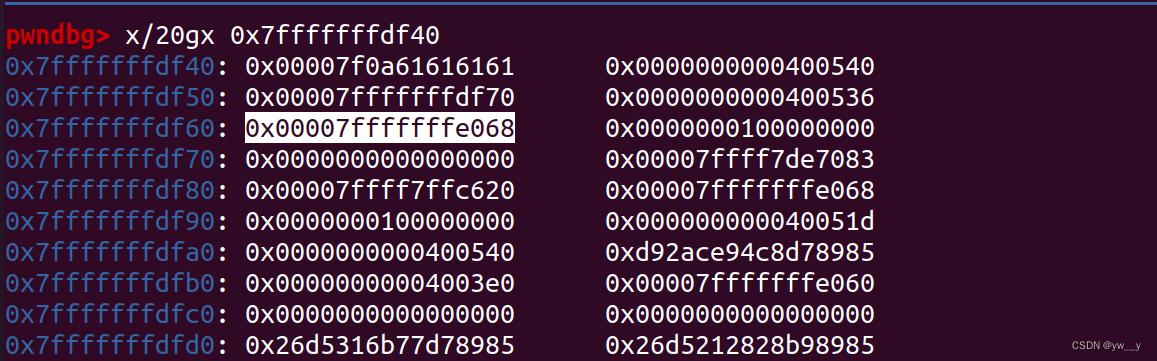 pwndbg> x/20gx 0x7fffffffdf40
0x7fffffffdf40: 0x00007f0a61616161 0x0000000000400540
0x7fffffffdf50: 0x00007fffffffdf70 0x0000000000400536
0x7fffffffdf60: 0x00007fffffffe068 0x0000000100000000
0x7fffffffdf70: 0x0000000000000000 0x00007ffff7de7083
0x7fffffffdf80: 0x00007ffff7ffc620 0x00007fffffffe068
0x7fffffffdf90: 0x0000000100000000 0x000000000040051d
0x7fffffffdfa0: 0x0000000000400540 0xd92ace94c8d78985
0x7fffffffdfb0: 0x00000000004003e0 0x00007fffffffe060
0x7fffffffdfc0: 0x0000000000000000 0x0000000000000000
0x7fffffffdfd0: 0x26d5316b77d78985 0x26d5212828b98985
CSDN @yw__y